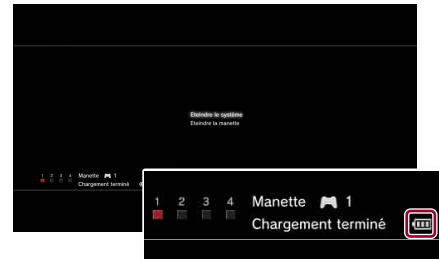 Eteindre le système
Eteindre la manette
1 2 3 4 Manette 1
Chargement terminé
1 2 3 4 Manette 1
Chargement terminé